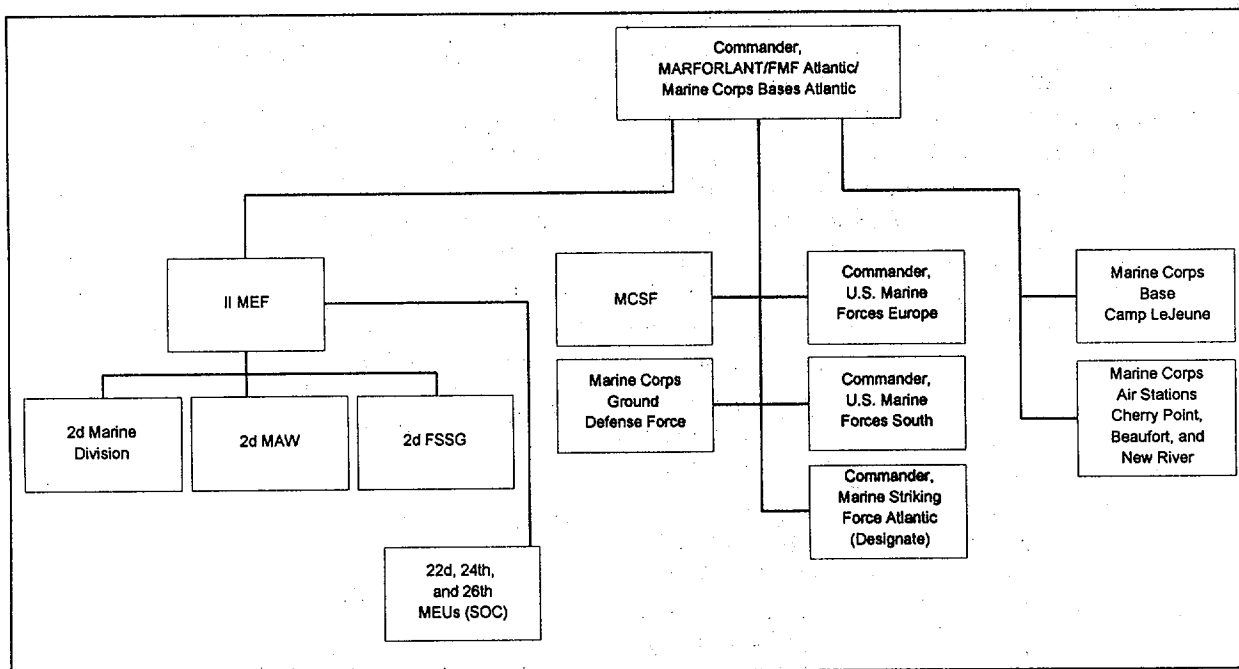 Commander,
MARFORLANT/FMF Atlantic/
Marine Corps Bases Atlantic
II MEF
MCSF
Commander,
U.S. Marine
Forces Europe
Marine Corps
Base
Camp LeJeune
2d Marine
Division
2d MAW
2d FSSG
Marine Corps
Ground
Defense Force
Commander,
U.S. Marine
Forces South
Marine Corps
Air Stations
Cherry Point,
Beaufort, and
New River
Commander,
Marine Striking
Force Atlantic
(Designate)
22d, 24th,
and 26th
MEUs (SOC)